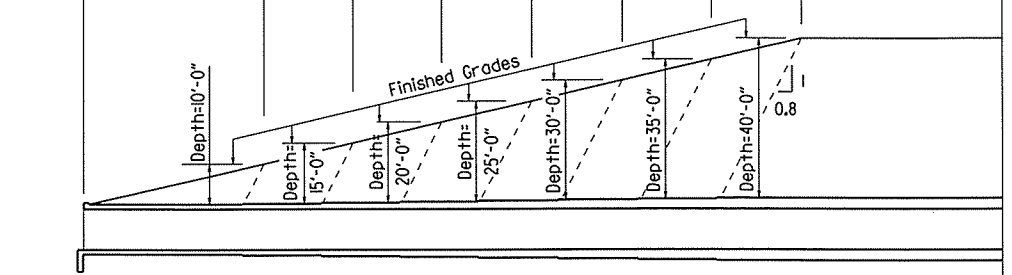 Finished Grades
Depth=10'-0"
Depth=
15'-0"
Depth=
20'-0"
Depth=
25'-0"
Depth=30'-0"
Depth=35'-0"
Depth=40'-0"
1
0.8